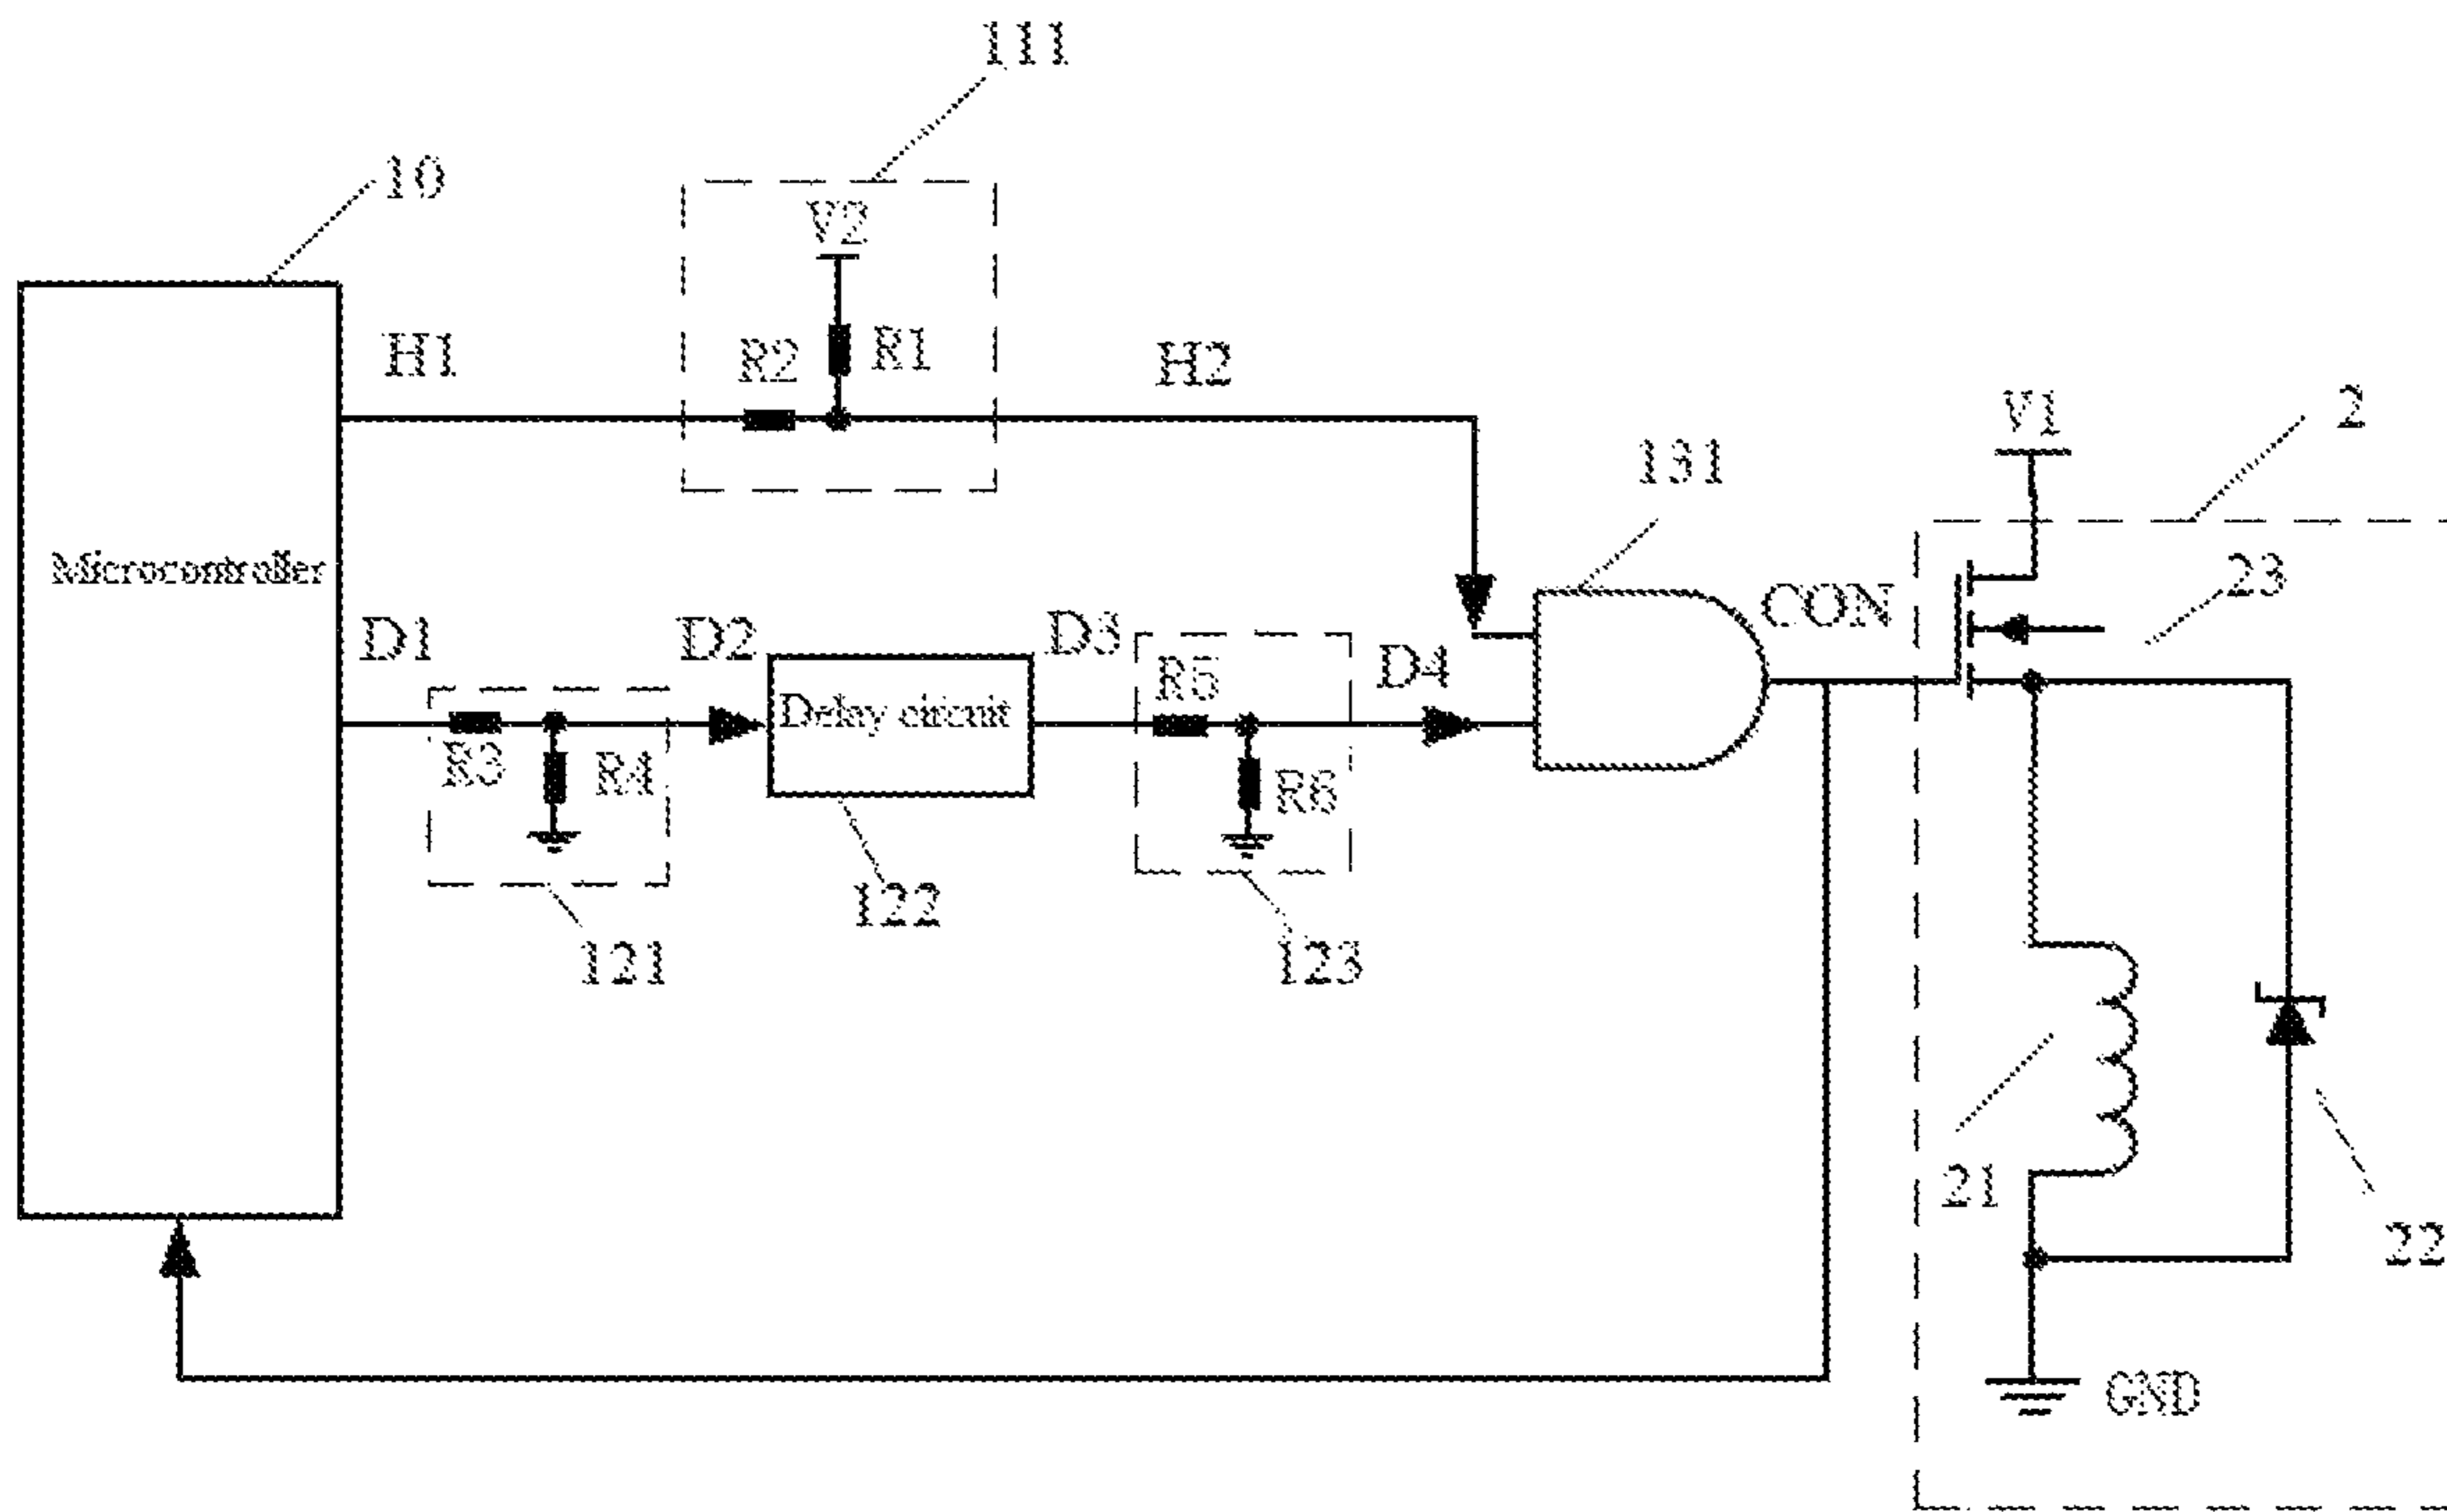 111
10
V2
H1
R2
R1
H2
V1
2
131
Microcontroller
23
CON
D1
D2
D3
D4
R5
Delay circuit
R3
R4
R6
122
121
123
21
22
GND